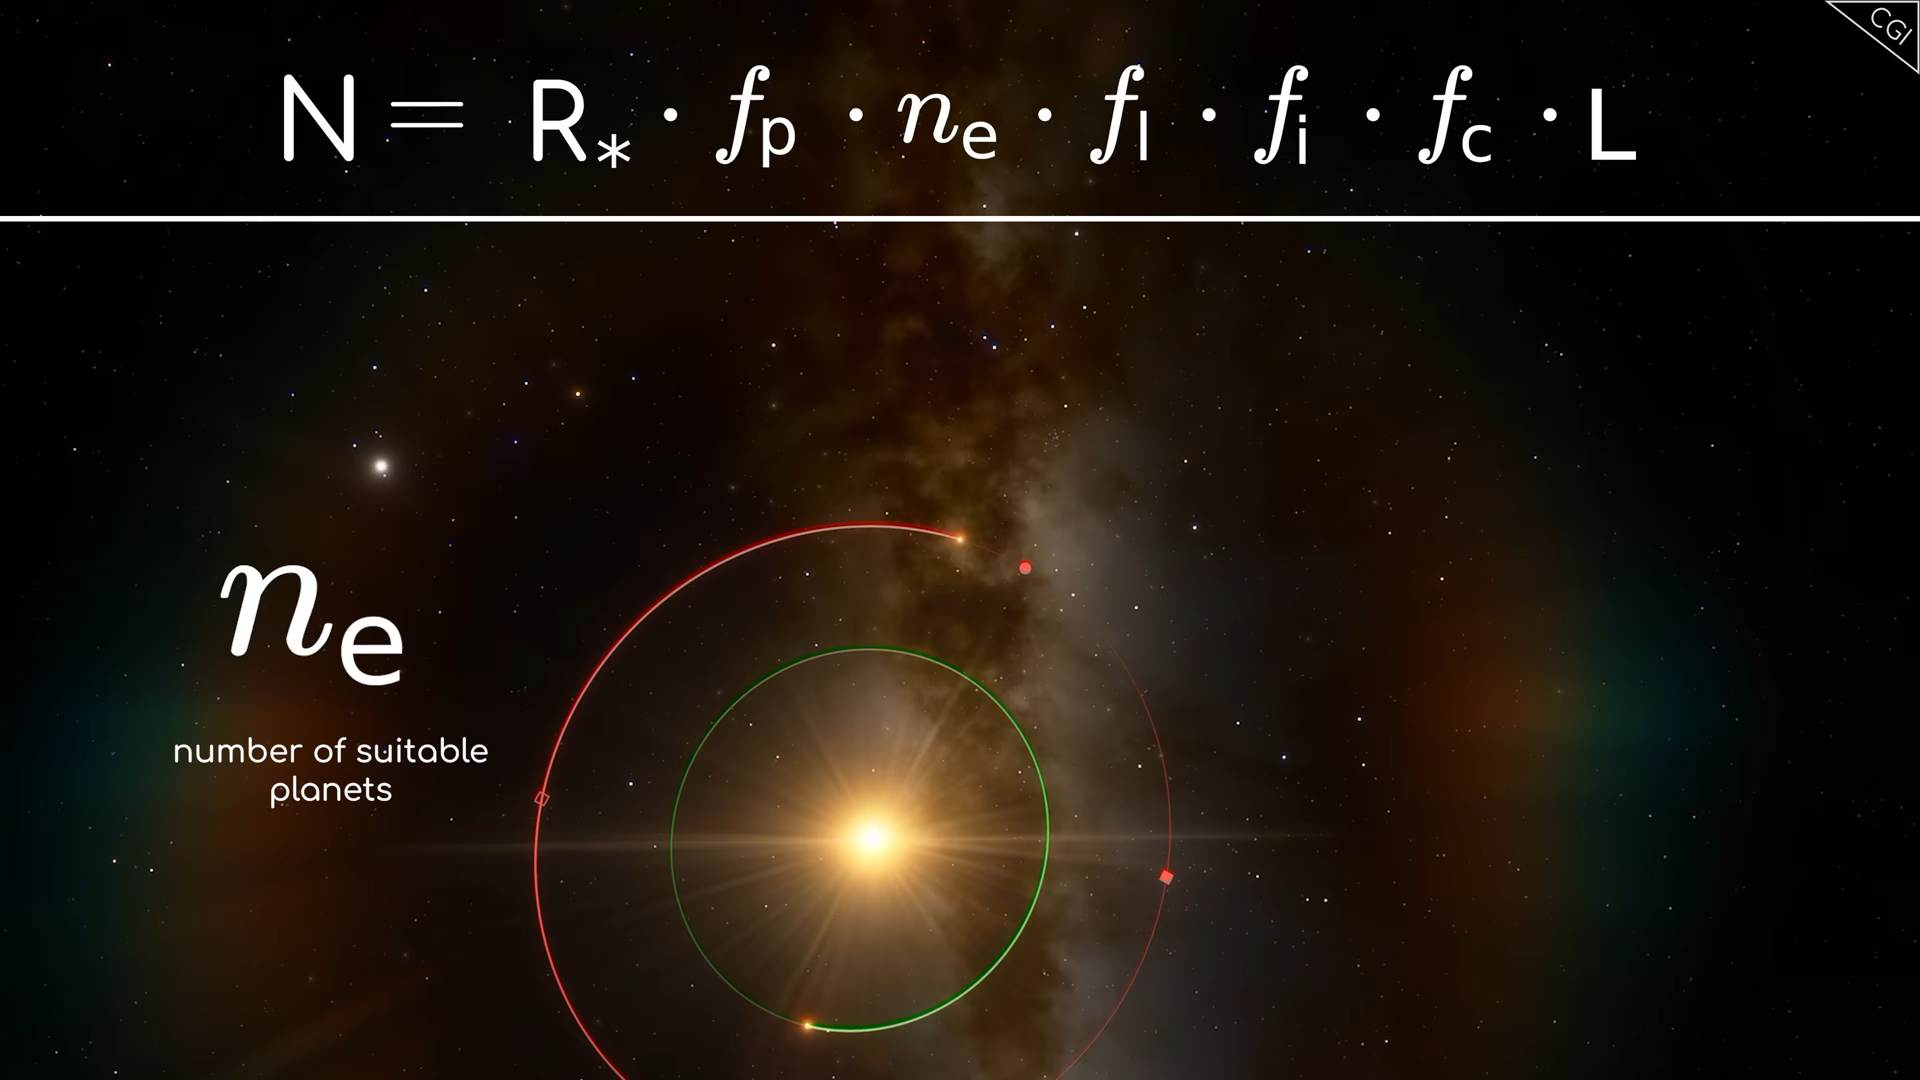 CGI
N = R* · fp · ne · fl · fi · fc · L
ne
number of suitable
planets